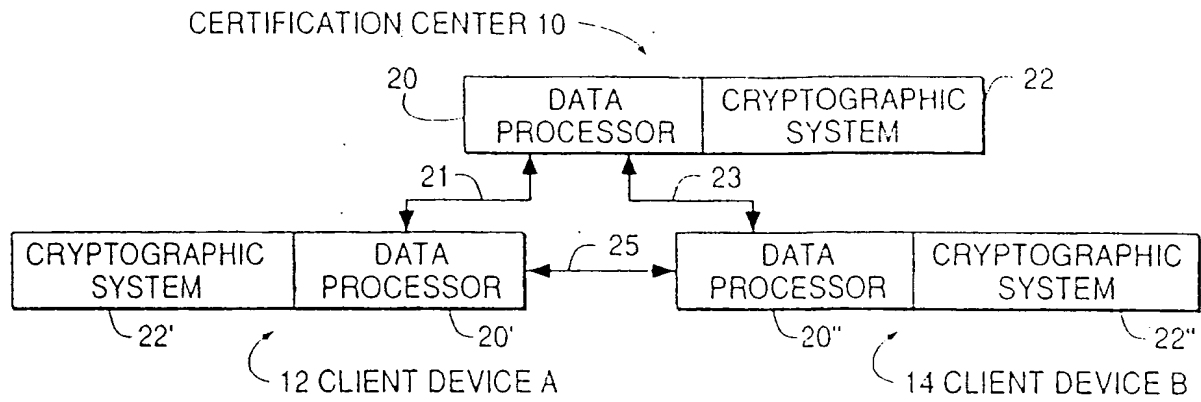 CERTIFICATION CENTER 10
20
DATA PROCESSOR
CRYPTOGRAPHIC SYSTEM
22
21
23
CRYPTOGRAPHIC SYSTEM
DATA PROCESSOR
25
DATA PROCESSOR
CRYPTOGRAPHIC SYSTEM
22'
20'
20"
22"
12 CLIENT DEVICE A
14 CLIENT DEVICE B